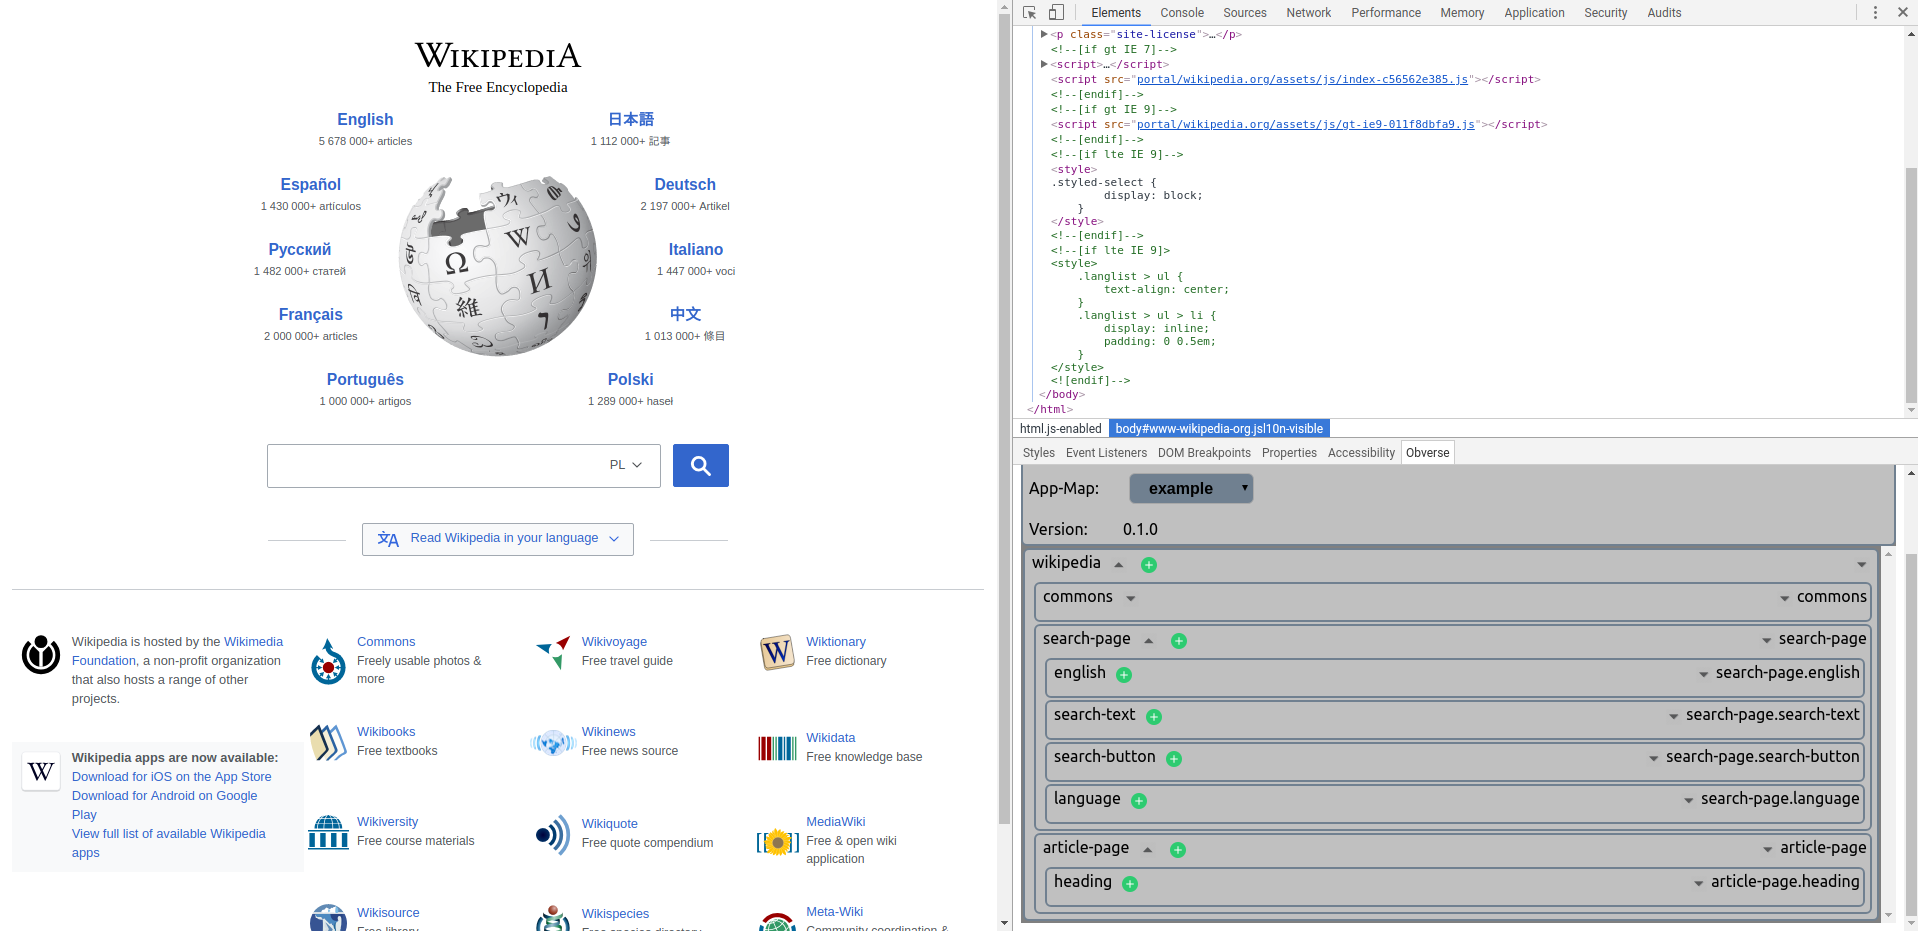 WIKIPEDIA
The Free Encyclopedia
English
5 678 000+ articles
日本語
1 112 000+ 記事
Español
1 430 000+ artículos
Deutsch
2 197 000+ Artikel
Русский
1 482 000+ статей
Italiano
1 447 000+ voci
Français
2 000 000+ articles
中文
1 013 000+ 條目
Português
1 000 000+ artigos
Polski
1 289 000+ haseł
Ω
W
И
維
ウィ
PL
Read Wikipedia in your language
Wikipedia is hosted by the Wikimedia
Foundation, a non-profit organization
that also hosts a range of other
projects.
W
Wikipedia apps are now available:
Download for iOS on the App Store
Download for Android on Google
Play
View full list of available Wikipedia
apps
Commons
Freely usable photos &
more
Wikivoyage
Free travel guide
W
Wiktionary
Free dictionary
Wikibooks
Free textbooks
Wikinews
Free news source
Wikidata
Free knowledge base
Wikiversity
Free course materials
Wikiquote
Free quote compendium
MediaWiki
Free & open wiki
application
Wikisource
Free library
Wikispecies
Free species directory
Meta-Wiki
Community coordination &
Elements Console Sources Network Performance Memory Application Security Audits
<p class="site-license">…</p>
<!--[if gt IE 7]-->
<script>…</script>
<script src="portal/wikipedia.org/assets/js/index-c56562e385.js"></script>
<!--[endif]-->
<!--[if gt IE 9]-->
<script src="portal/wikipedia.org/assets/js/gt-ie9-011f8dbfa9.js"></script>
<!--[endif]-->
<!--[if lte IE 9]-->
<style>
.styled-select {
display: block;
}
</style>
<!--[endif]-->
<!--[if lte IE 9]>
<style>
.langlist > ul {
text-align: center;
}
.langlist > ul > li {
display: inline;
padding: 0 0.5em;
}
</style>
<![endif]-->
</body>
</html>
html.js-enabled body#www-wikipedia-org.jsl10n-visible
Styles Event Listeners DOM Breakpoints Properties Accessibility Obverse
App-Map: example
Version: 0.1.0
wikipedia
commons commons
search-page search-page
english search-page.english
search-text search-page.search-text
search-button search-page.search-button
language search-page.language
article-page article-page
heading article-page.heading